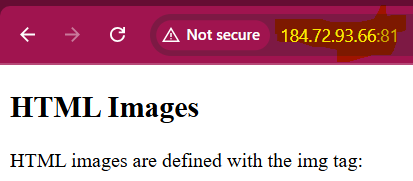 Not secure 184.72.93.66:81
HTML Images
HTML images are defined with the img tag: